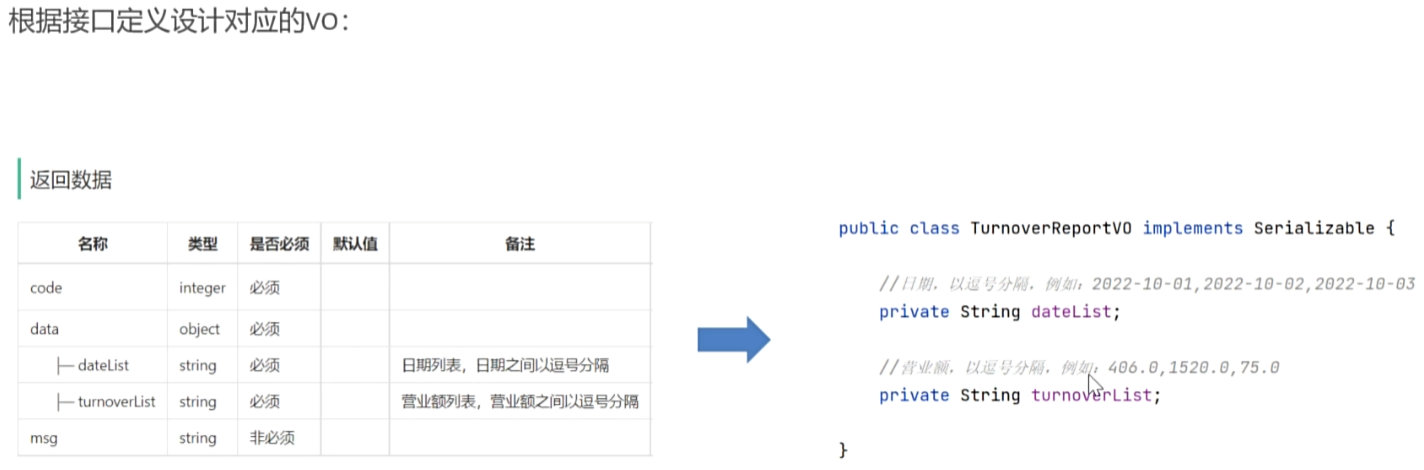 根据接口定义设计对应的VO：
返回数据
名称 类型 是否必须 默认值 备注
code integer 必须
data object 必须
├─ dateList string 必须 日期列表，日期之间以逗号分隔
├─ turnoverList string 必须 营业额列表，营业额之间以逗号分隔
msg string 非必须
public class TurnoverReportVO implements Serializable {
//日期，以逗号分隔，例如：2022-10-01,2022-10-02,2022-10-03
private String dateList;
//营业额，以逗号分隔，例如：406.0,1520.0,75.0
private String turnoverList;
}